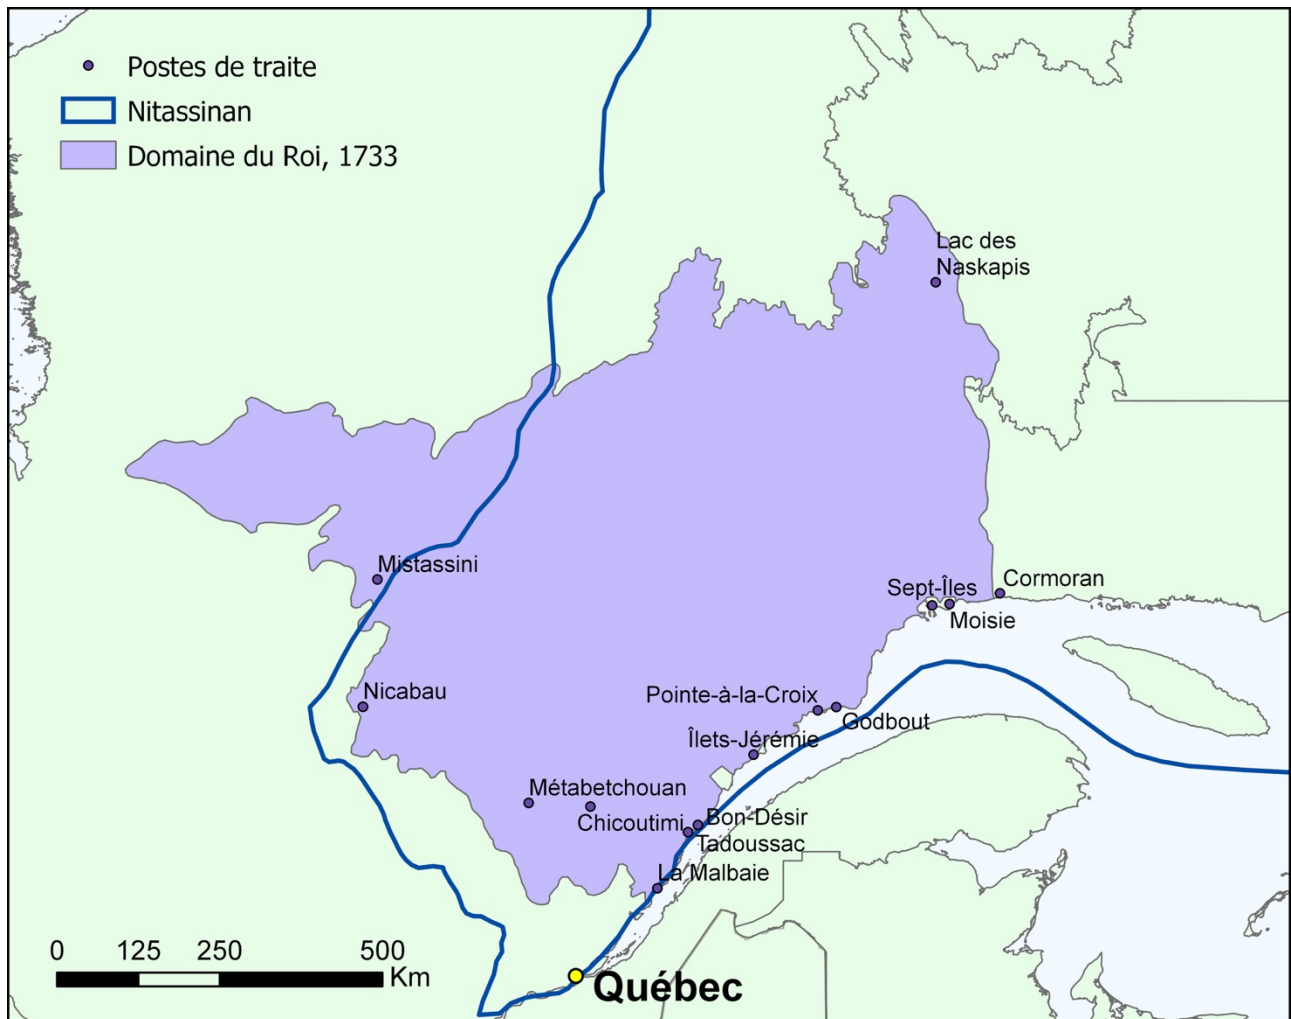 Postes de traite
Nitassinan
Domaine du Roi, 1733
Lac des
Naskapis
Mistassini
Sept-Îles
Cormoran
Moisie
Nicabau
Pointe-à-la-Croix
Godbout
Îlets-Jérémie
Métabetchouan
Chicoutimi
Bon-Désir
Tadoussac
La Malbaie
0 125 250 500
Km
Québec